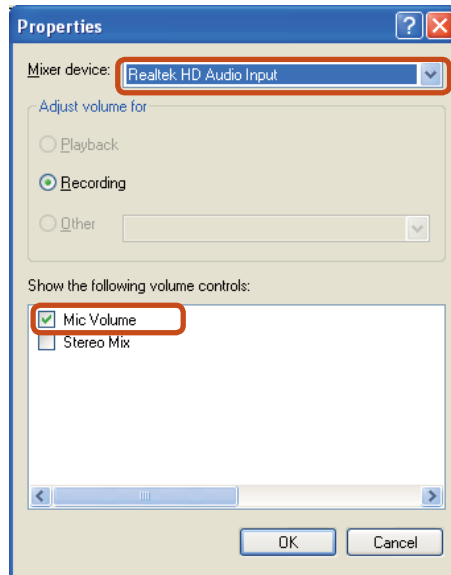 Properties
Mixer device: Realtek HD Audio Input
Adjust volume for
Playback
Recording
Other
Show the following volume controls:
Mic Volume
Stereo Mix
OK Cancel